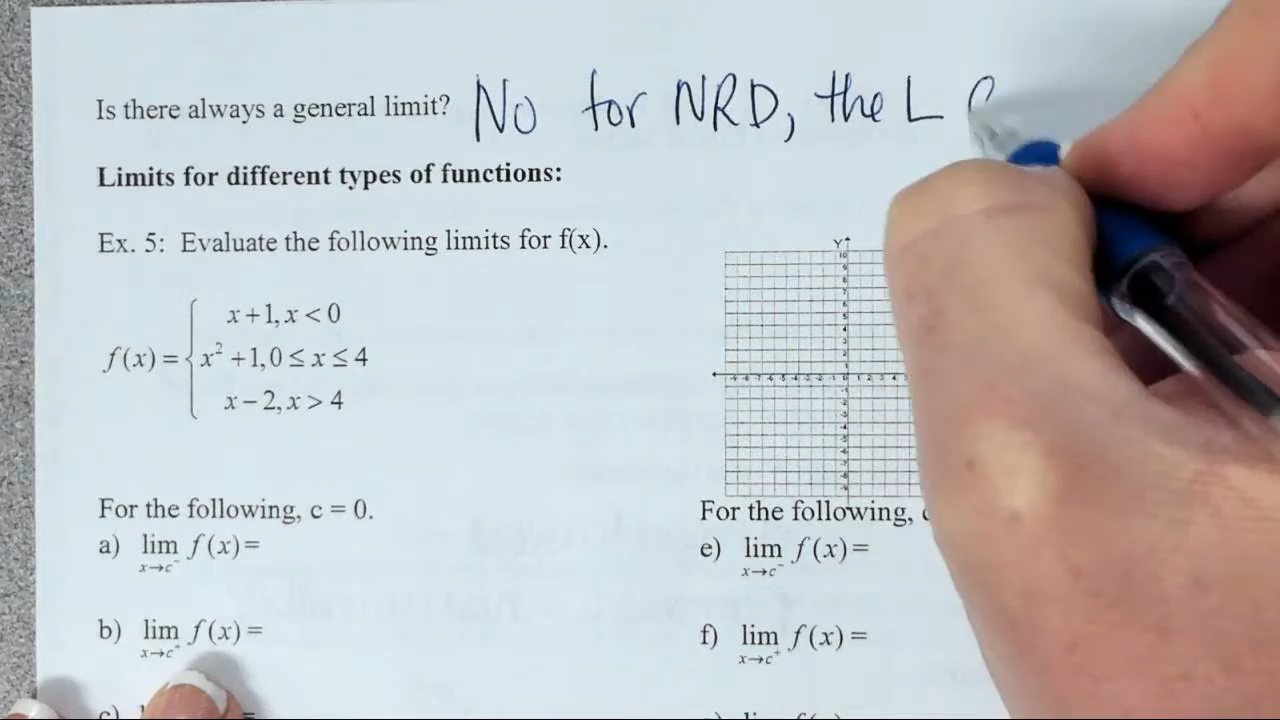 Is there always a general limit? No for NRD, the L
Limits for different types of functions:
Ex. 5: Evaluate the following limits for f(x).
Y
x+1, x < 0
f(x) = { x² +1, 0 ≤ x ≤ 4
x − 2, x > 4
For the following, c = 0.
For the following,
a) lim f(x) =
x→c⁻
e) lim f(x) =
x→c⁻
b) lim f(x) =
x→c⁺
f) lim f(x) =
x→c⁺